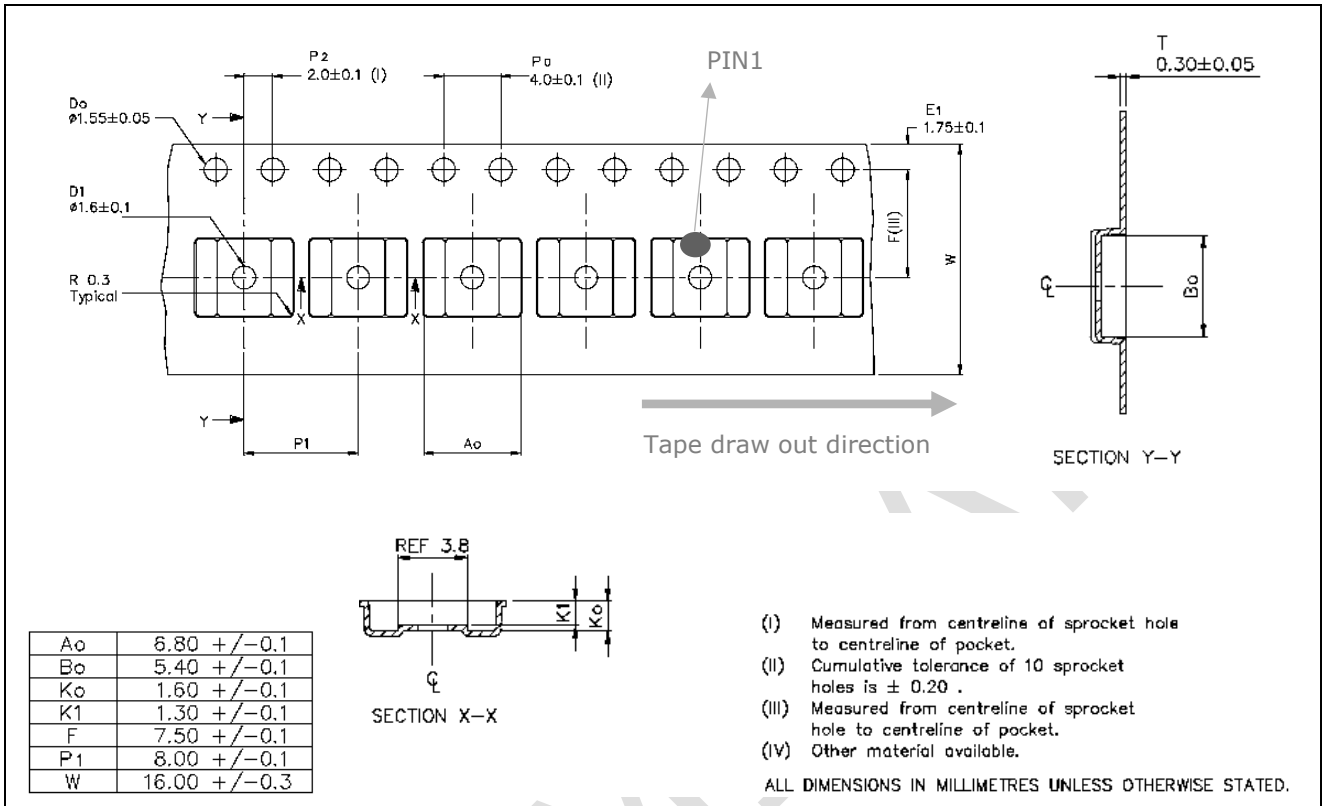 P2
2.0±0.1 (I)
Po
4.0±0.1 (II)
PIN1
T
0.30±0.05
Do
ø1.55±0.05
Y
E1
1.75±0.1
D1
ø1.6±0.1
F(III)
W
R 0.3
Typical
X
X
Bo
Y
P1
Ao
Tape draw out direction
SECTION Y-Y
REF 3.8
K1
Ko
SECTION X-X
Ao 6.80 +/-0.1
Bo 5.40 +/-0.1
Ko 1.60 +/-0.1
K1 1.30 +/-0.1
F 7.50 +/-0.1
P1 8.00 +/-0.1
W 16.00 +/-0.3
(I) Measured from centreline of sprocket hole
to centreline of pocket.
(II) Cumulative tolerance of 10 sprocket
holes is ± 0.20 .
(III) Measured from centreline of sprocket
hole to centreline of pocket.
(IV) Other material available.
ALL DIMENSIONS IN MILLIMETRES UNLESS OTHERWISE STATED.